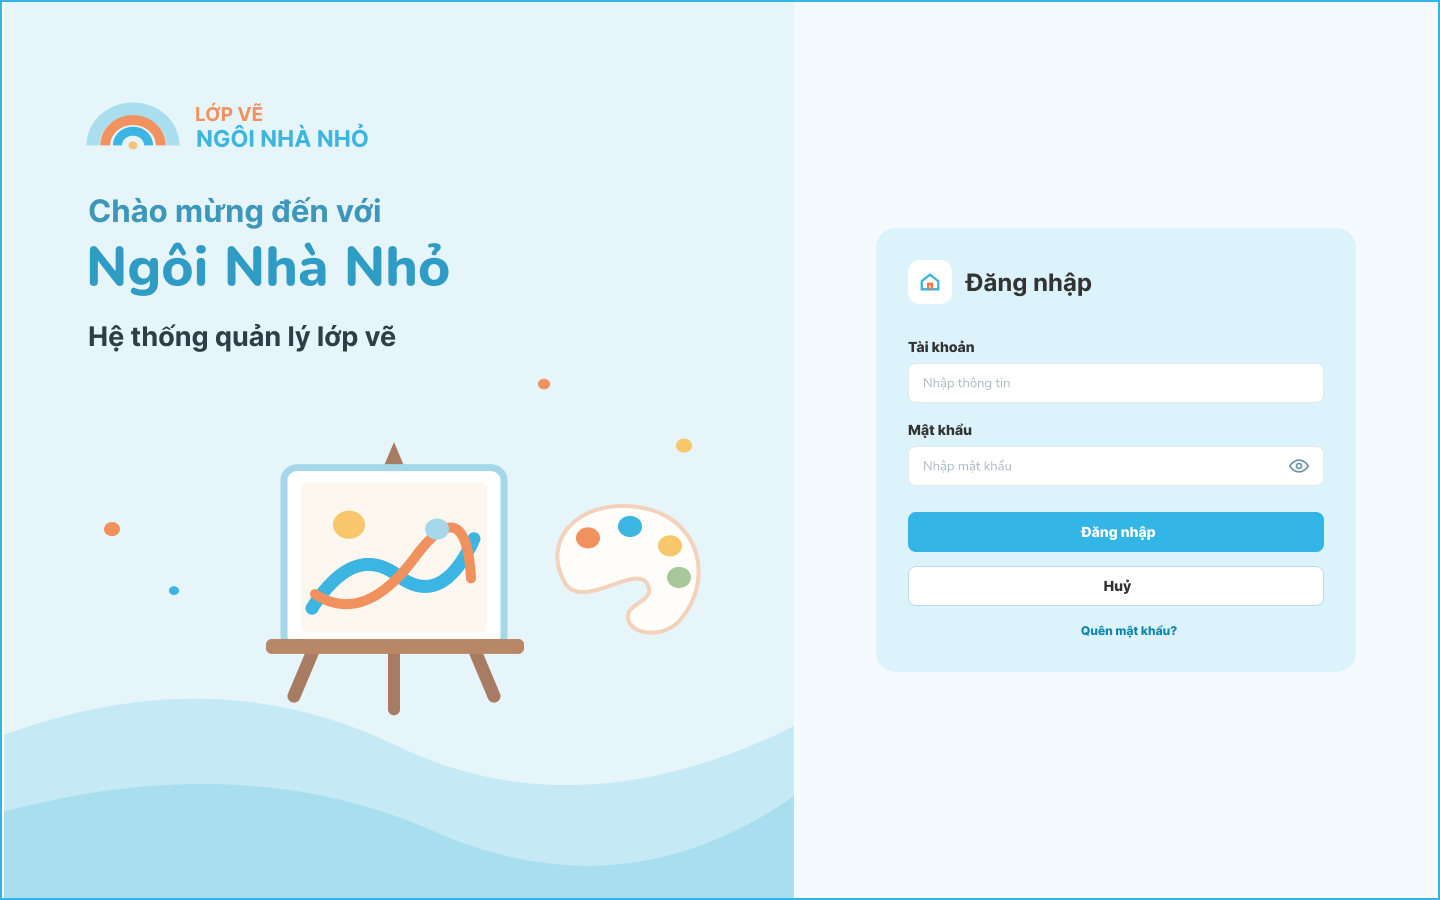 LỚP VẼ
NGÔI NHÀ NHỎ
Chào mừng đến với
Ngôi Nhà Nhỏ
Hệ thống quản lý lớp vẽ
Đăng nhập
Tài khoản
Nhập thông tin
Mật khẩu
Nhập mật khẩu
Đăng nhập
Huỷ
Quên mật khẩu?